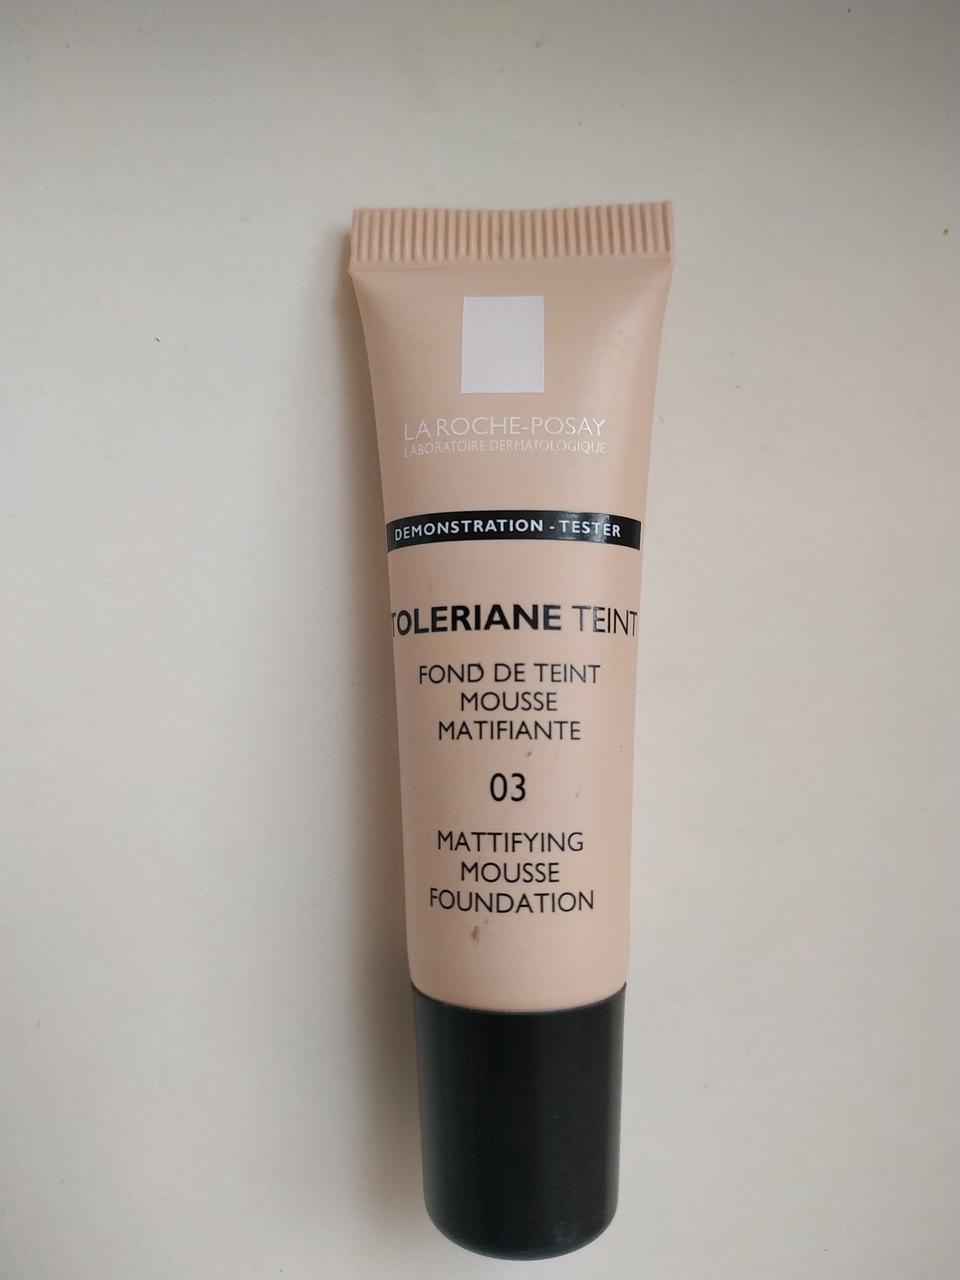 LA ROCHE-POSAY
LABORATOIRE DERMATOLOGIQUE
DEMONSTRATION - TESTER
TOLERIANE TEINT
FOND DE TEINT
MOUSSE
MATIFIANTE
03
MATTIFYING
MOUSSE
FOUNDATION